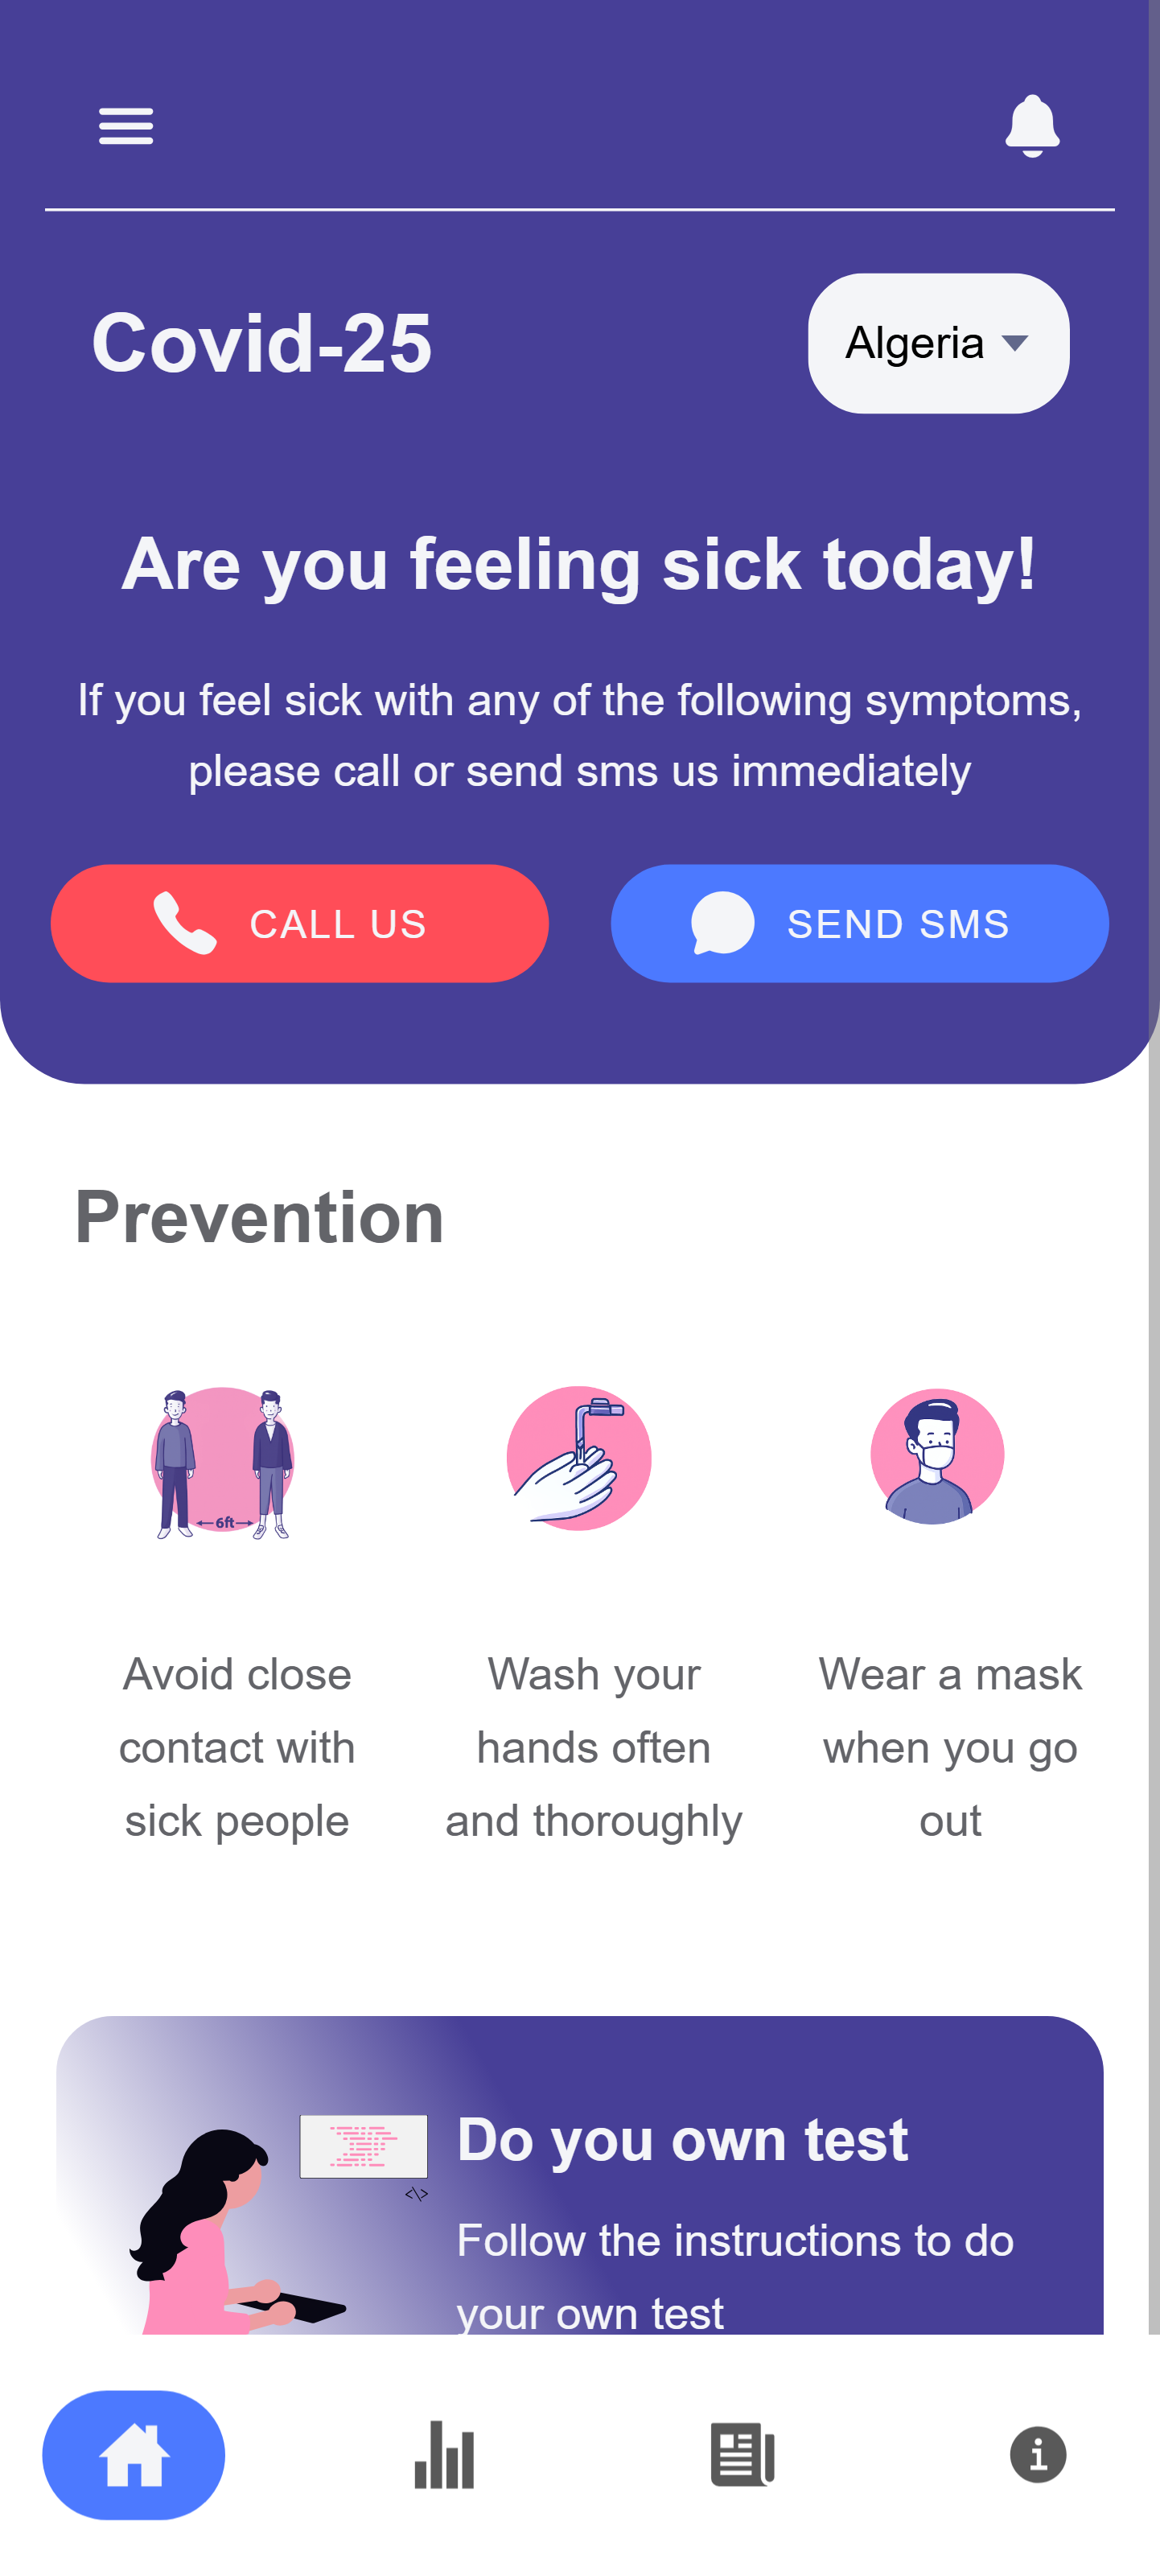 Covid-25
Algeria
Are you feeling sick today!
If you feel sick with any of the following symptoms,
please call or send sms us immediately
CALL US
SEND SMS
Prevention
6ft
Avoid close
contact with
sick people
Wash your
hands often
and thoroughly
Wear a mask
when you go
out
Do you own test
Follow the instructions to do
your own test